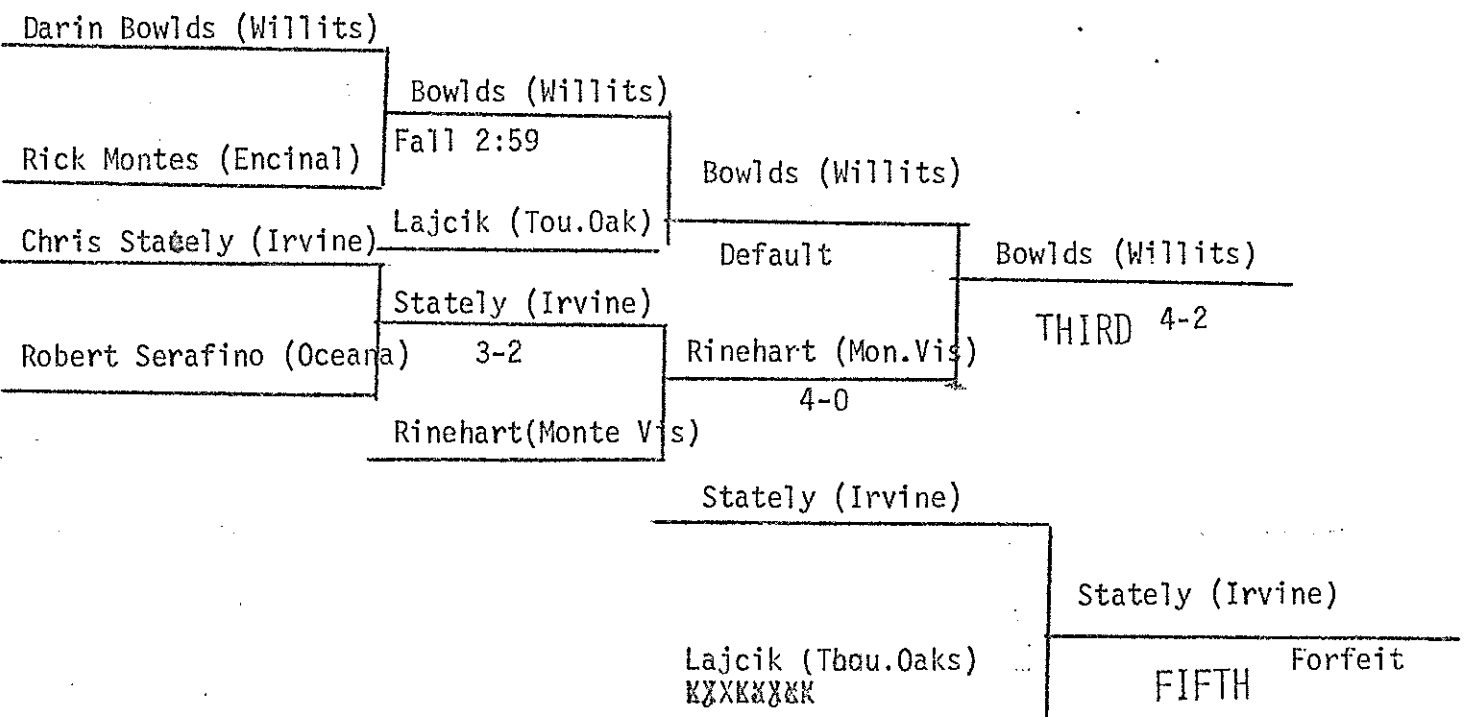 Darin Bowlds (Willits)
Bowlds (Willits)
Fall 2:59
Rick Montes (Encinal)
Bowlds (Willits)
Lajcik (Tou.Oak)
Chris Stately (Irvine)
Default
Bowlds (Willits)
Stately (Irvine)
THIRD 4-2
Robert Serafino (Oceana)
3-2
Rinehart (Mon.Vis)
4-0
Rinehart(Monte Vis)
Stately (Irvine)
Stately (Irvine)
Lajcik (Thou.Oaks)
Forfeit
FIFTH